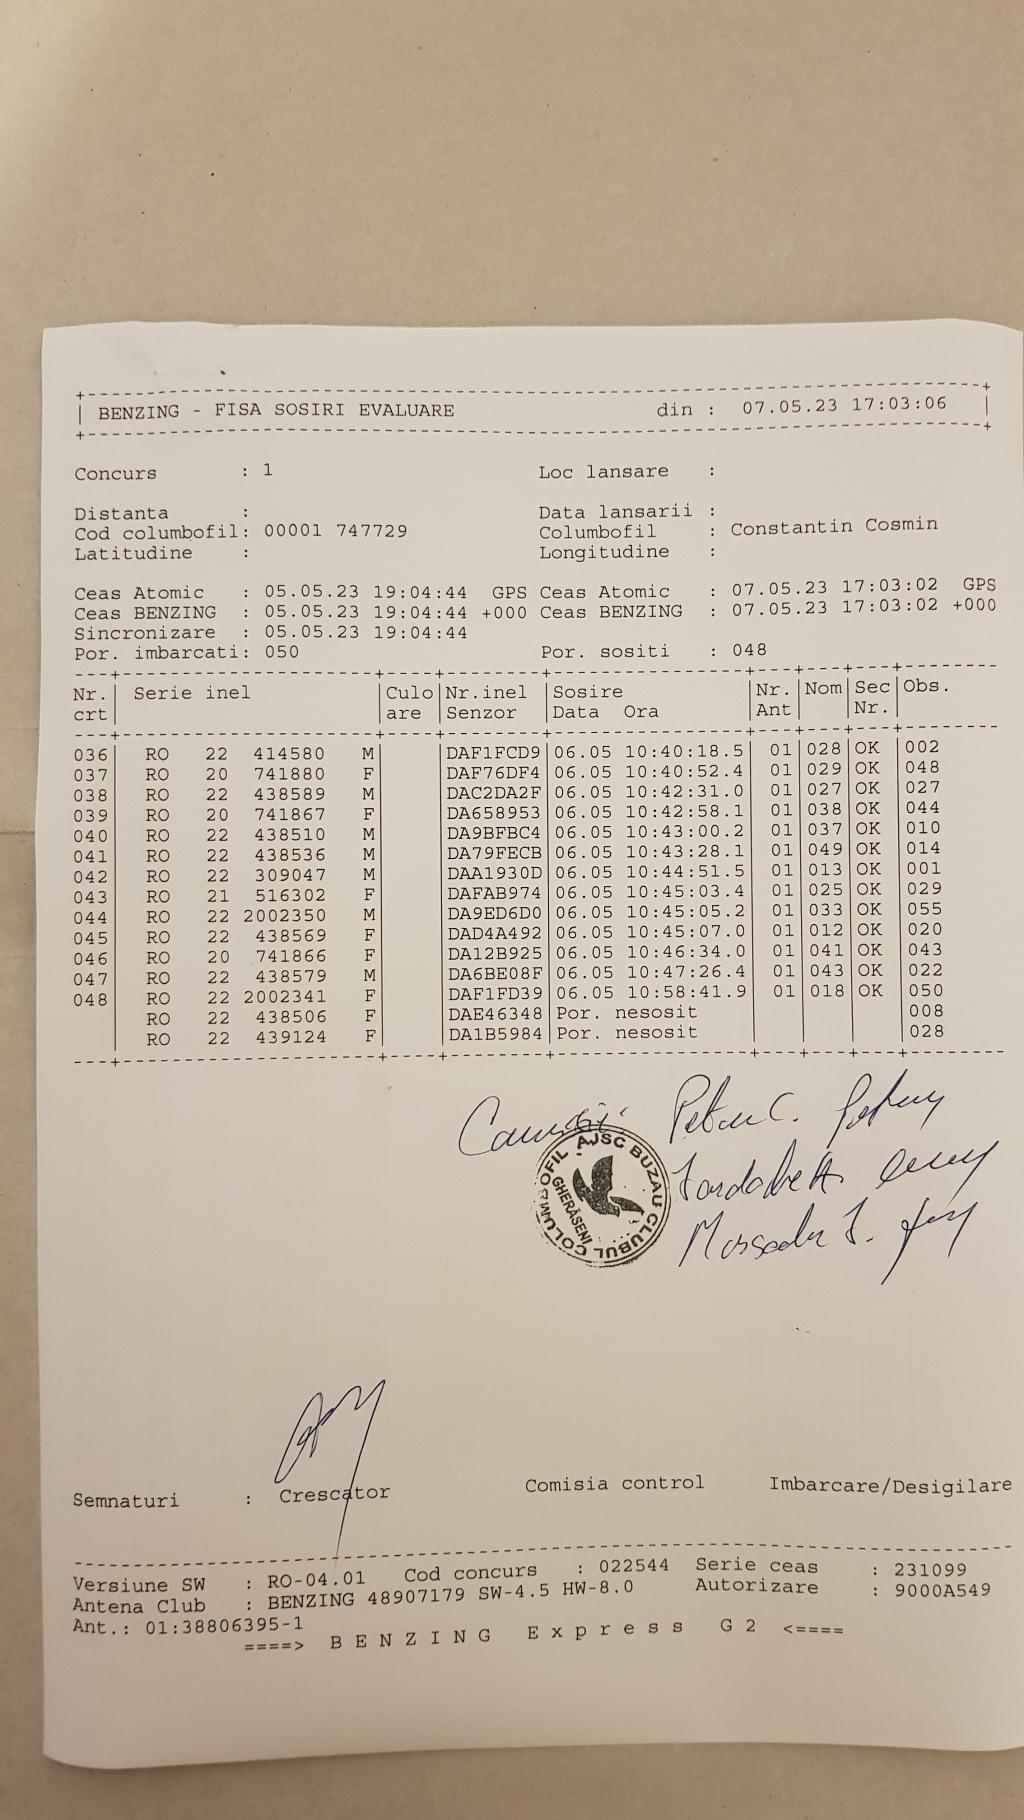 BENZING - FISA SOSIRI EVALUARE din : 07.05.23 17:03:06
Concurs : 1 Loc lansare :
Distanta : Data lansarii :
Cod columbofil: 00001 747729 Columbofil : Constantin Cosmin
Latitudine : Longitudine :
Ceas Atomic : 05.05.23 19:04:44 GPS Ceas Atomic : 07.05.23 17:03:02 GPS
Ceas BENZING : 05.05.23 19:04:44 +000 Ceas BENZING : 07.05.23 17:03:02 +000
Sincronizare : 05.05.23 19:04:44
Por. imbarcati: 050 Por. sositi : 048
Nr. Serie inel Culo Nr.inel Sosire Nr. Nom Sec Obs.
crt are Senzor Data Ora Ant Nr.
036 RO 22 414580 M DAF1FCD9 06.05 10:40:18.5 01 028 OK 002
037 RO 20 741880 F DAF76DF4 06.05 10:40:52.4 01 029 OK 048
038 RO 22 438589 M DAC2DA2F 06.05 10:42:31.0 01 027 OK 027
039 RO 20 741867 F DA658953 06.05 10:42:58.1 01 038 OK 044
040 RO 22 438510 M DA9BFBC4 06.05 10:43:00.2 01 037 OK 010
041 RO 22 438536 M DA79FECB 06.05 10:43:28.1 01 049 OK 014
042 RO 22 309047 M DAA1930D 06.05 10:44:51.5 01 013 OK 001
043 RO 21 516302 F DAFAB974 06.05 10:45:03.4 01 025 OK 029
044 RO 22 2002350 M DA9ED6D0 06.05 10:45:05.2 01 033 OK 055
045 RO 22 438569 F DAD4A492 06.05 10:45:07.0 01 012 OK 020
046 RO 20 741866 F DA12B925 06.05 10:46:34.0 01 041 OK 043
047 RO 22 438579 M DA6BE08F 06.05 10:47:26.4 01 043 OK 022
048 RO 22 2002341 F DAF1FD39 06.05 10:58:41.9 01 018 OK 050
RO 22 438506 F DAE46348 Por. nesosit 008
RO 22 439124 F DA1B5984 Por. nesosit 028
AJSC BUZAU CLUBUL COLUMBOFIL
GHERĂSENI
Semnaturi : Crescator Comisia control Imbarcare/Desigilare
Versiune SW : RO-04.01 Cod concurs : 022544 Serie ceas : 231099
Antena Club : BENZING 48907179 SW-4.5 HW-8.0 Autorizare : 9000A549
Ant.: 01:38806395-1
====> BENZING Express G2 <====